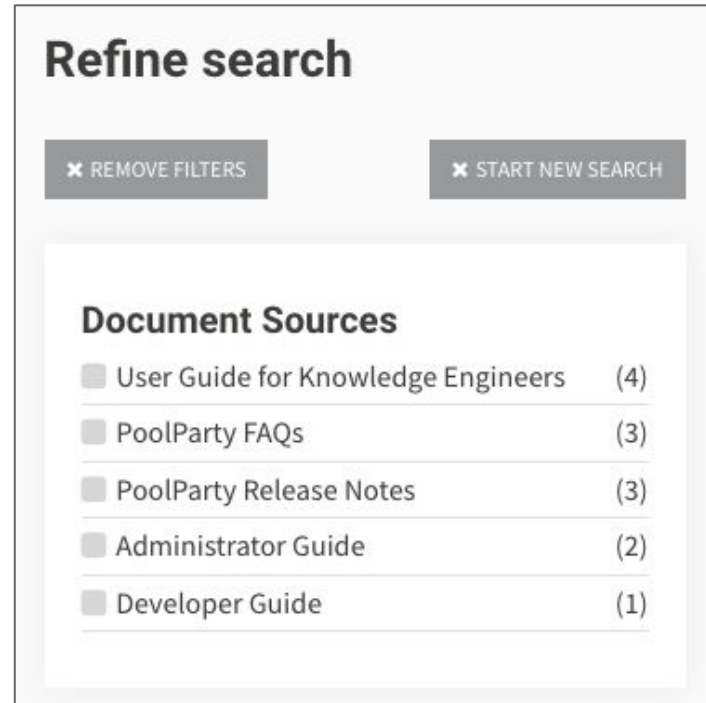 Refine search
✖ REMOVE FILTERS
✖ START NEW SEARCH
Document Sources
User Guide for Knowledge Engineers (4)
PoolParty FAQs (3)
PoolParty Release Notes (3)
Administrator Guide (2)
Developer Guide (1)